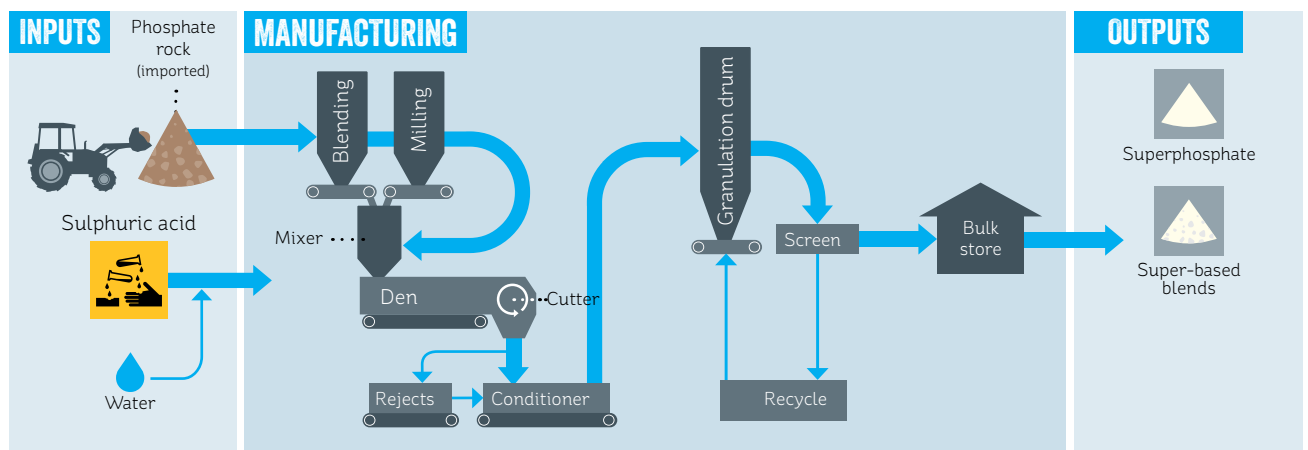 INPUTS
Phosphate
rock
(imported)
Sulphuric acid
Water
MANUFACTURING
Blending
Milling
Mixer
Den
Cutter
Rejects
Conditioner
Granulation drum
Screen
Recycle
Bulk
store
OUTPUTS
Superphosphate
Super-based
blends